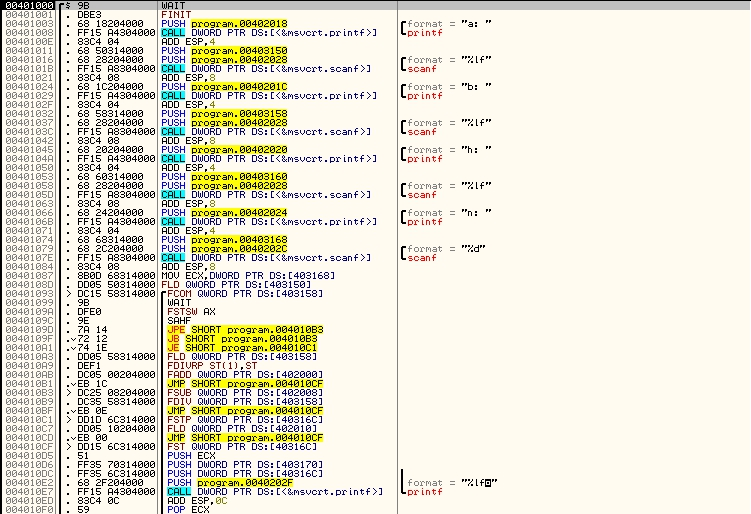 00401000 [$ 9B WAIT
00401001 . DBE3 FINIT
00401003 . 68 18204000 PUSH program.00402018 format = "a: "
00401008 . FF15 A4304000 CALL DWORD PTR DS:[<&msvcrt.printf>] printf
0040100E . 83C4 04 ADD ESP,4
00401011 . 68 50314000 PUSH program.00403150
00401016 . 68 28204000 PUSH program.00402028 format = "%lf"
0040101B . FF15 A8304000 CALL DWORD PTR DS:[<&msvcrt.scanf>] scanf
00401021 . 83C4 08 ADD ESP,8
00401024 . 68 1C204000 PUSH program.0040201C format = "b: "
00401029 . FF15 A4304000 CALL DWORD PTR DS:[<&msvcrt.printf>] printf
0040102F . 83C4 04 ADD ESP,4
00401032 . 68 58314000 PUSH program.00403158
00401037 . 68 28204000 PUSH program.00402028 format = "%lf"
0040103C . FF15 A8304000 CALL DWORD PTR DS:[<&msvcrt.scanf>] scanf
00401042 . 83C4 08 ADD ESP,8
00401045 . 68 20204000 PUSH program.00402020 format = "h: "
0040104A . FF15 A4304000 CALL DWORD PTR DS:[<&msvcrt.printf>] printf
00401050 . 83C4 04 ADD ESP,4
00401053 . 68 60314000 PUSH program.00403160
00401058 . 68 28204000 PUSH program.00402028 format = "%lf"
0040105D . FF15 A8304000 CALL DWORD PTR DS:[<&msvcrt.scanf>] scanf
00401063 . 83C4 08 ADD ESP,8
00401066 . 68 24204000 PUSH program.00402024 format = "n: "
0040106B . FF15 A4304000 CALL DWORD PTR DS:[<&msvcrt.printf>] printf
00401071 . 83C4 04 ADD ESP,4
00401074 . 68 68314000 PUSH program.00403168
00401079 . 68 2C204000 PUSH program.0040202C format = "%d"
0040107E . FF15 A8304000 CALL DWORD PTR DS:[<&msvcrt.scanf>] scanf
00401084 . 83C4 08 ADD ESP,8
00401087 . 8B0D 68314000 MOV ECX,DWORD PTR DS:[403168]
0040108D . DD05 50314000 FLD QWORD PTR DS:[403150]
00401093 > DC15 58314000 FCOM QWORD PTR DS:[403158]
00401099 . 9B WAIT
0040109A . DFE0 FSTSW AX
0040109C . 9E SAHF
0040109D . 7A 14 JPE SHORT program.004010B3
0040109F . 72 12 JB SHORT program.004010B3
004010A1 . 74 1E JE SHORT program.004010C1
004010A3 . DD05 58314000 FLD QWORD PTR DS:[403158]
004010A9 . DEF1 FDIVRP ST(1),ST
004010AB . DC05 00204000 FADD QWORD PTR DS:[402000]
004010B1 . EB 1C JMP SHORT program.004010CF
004010B3 > DC25 08204000 FSUB QWORD PTR DS:[402008]
004010B9 . DC35 58314000 FDIV QWORD PTR DS:[403158]
004010BF . EB 0E JMP SHORT program.004010CF
004010C1 > DD1D 6C314000 FSTP QWORD PTR DS:[40316C]
004010C7 . DD05 10204000 FLD QWORD PTR DS:[402010]
004010CD . EB 00 JMP SHORT program.004010CF
004010CF > DD15 6C314000 FST QWORD PTR DS:[40316C]
004010D5 . 51 PUSH ECX
004010D6 . FF35 70314000 PUSH DWORD PTR DS:[403170]
004010DC . FF35 6C314000 PUSH DWORD PTR DS:[40316C]
004010E2 . 68 2F204000 PUSH program.0040202F format = "%lf◙"
004010E7 . FF15 A4304000 CALL DWORD PTR DS:[<&msvcrt.printf>] printf
004010ED . 83C4 0C ADD ESP,0C
004010F0 . 59 POP ECX